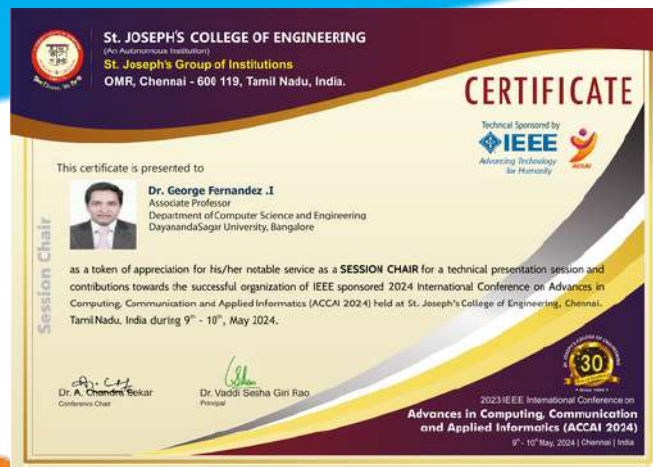 St. JOSEPH'S COLLEGE OF ENGINEERING
(An Autonomous Institution)
St. Joseph's Group of Institutions
OMR, Chennai - 600 119, Tamil Nadu, India.
CERTIFICATE
Technical Sponsored by
IEEE
Advancing Technology
for Humanity
ACCAI
This certificate is presented to
Dr. George Fernandez .I
Associate Professor
Department of Computer Science and Engineering
DayanandaSagar University, Bangalore
Session Chair
as a token of appreciation for his/her notable service as a SESSION CHAIR for a technical presentation session and
contributions towards the successful organization of IEEE sponsored 2024 International Conference on Advances in
Computing, Communication and Applied Informatics (ACCAI 2024) held at St. Joseph's College of Engineering, Chennai.
TamilNadu, India during 9th - 10th, May 2024.
30
Dr. A. Chandra Sekar
Conference Chair
Dr. Vaddi Sesha Giri Rao
Principal
2023 IEEE International Conference on
Advances in Computing, Communication
and Applied Informatics (ACCAI 2024)
9th - 10th May, 2024 | Chennai | India